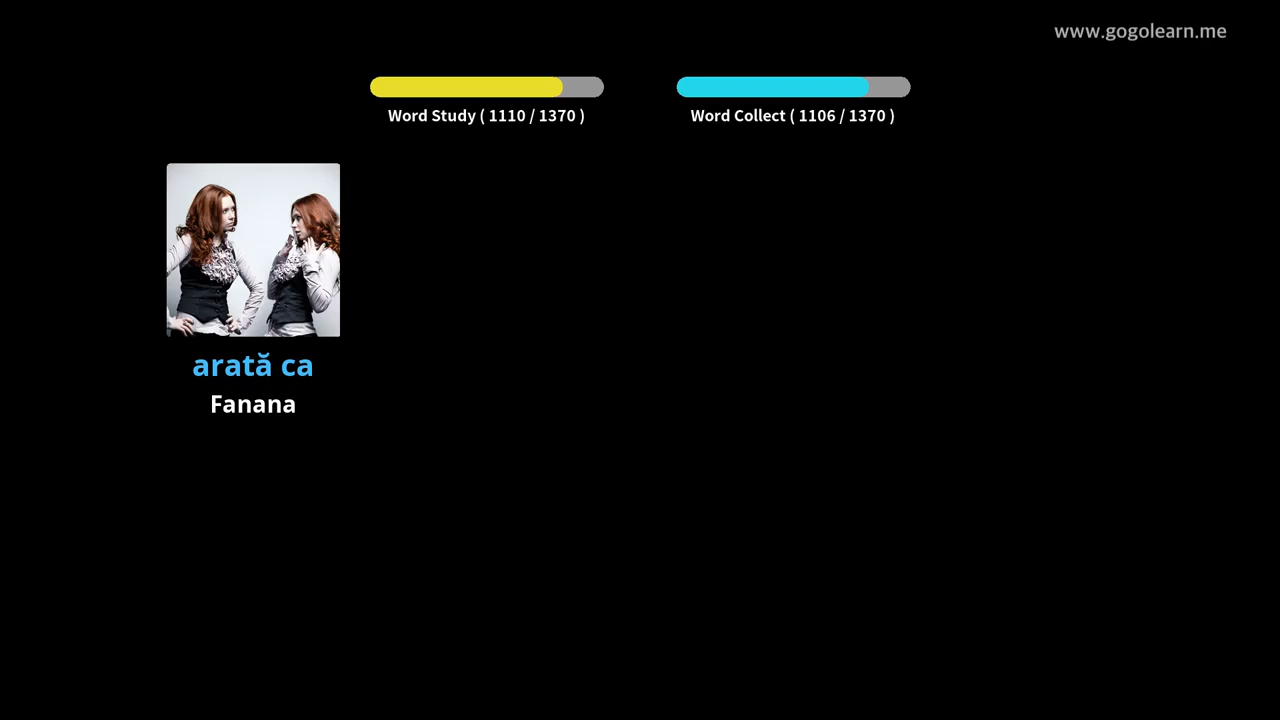 www.gogolearn.me
Word Study ( 1110 / 1370 )
Word Collect ( 1106 / 1370 )
arată ca
Fanana